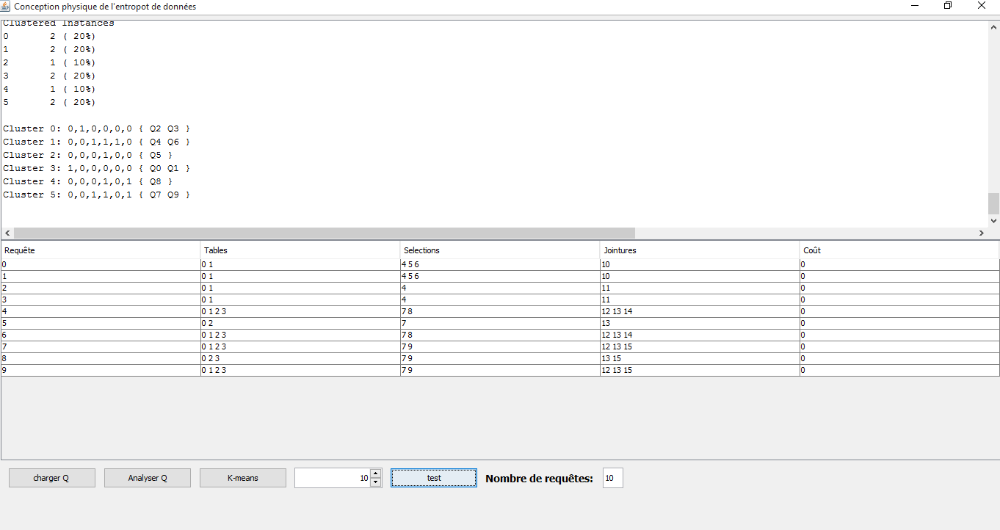 Conception physique de l'entropot de données
Clustered Instances
0 2 ( 20%)
1 2 ( 20%)
2 1 ( 10%)
3 2 ( 20%)
4 1 ( 10%)
5 2 ( 20%)
Cluster 0: 0,1,0,0,0,0 { Q2 Q3 }
Cluster 1: 0,0,1,1,1,0 { Q4 Q6 }
Cluster 2: 0,0,0,1,0,0 { Q5 }
Cluster 3: 1,0,0,0,0,0 { Q0 Q1 }
Cluster 4: 0,0,0,1,0,1 { Q8 }
Cluster 5: 0,0,1,1,0,1 { Q7 Q9 }
Requête Tables Selections Jointures Coût
0 0 1 4 5 6 10 0
1 0 1 4 5 6 10 0
2 0 1 4 11 0
3 0 1 4 11 0
4 0 1 2 3 7 8 12 13 14 0
5 0 2 7 13 0
6 0 1 2 3 7 8 12 13 14 0
7 0 1 2 3 7 9 12 13 15 0
8 0 2 3 7 9 13 15 0
9 0 1 2 3 7 9 12 13 15 0
charger Q Analyser Q K-means 10 test Nombre de requêtes: 10